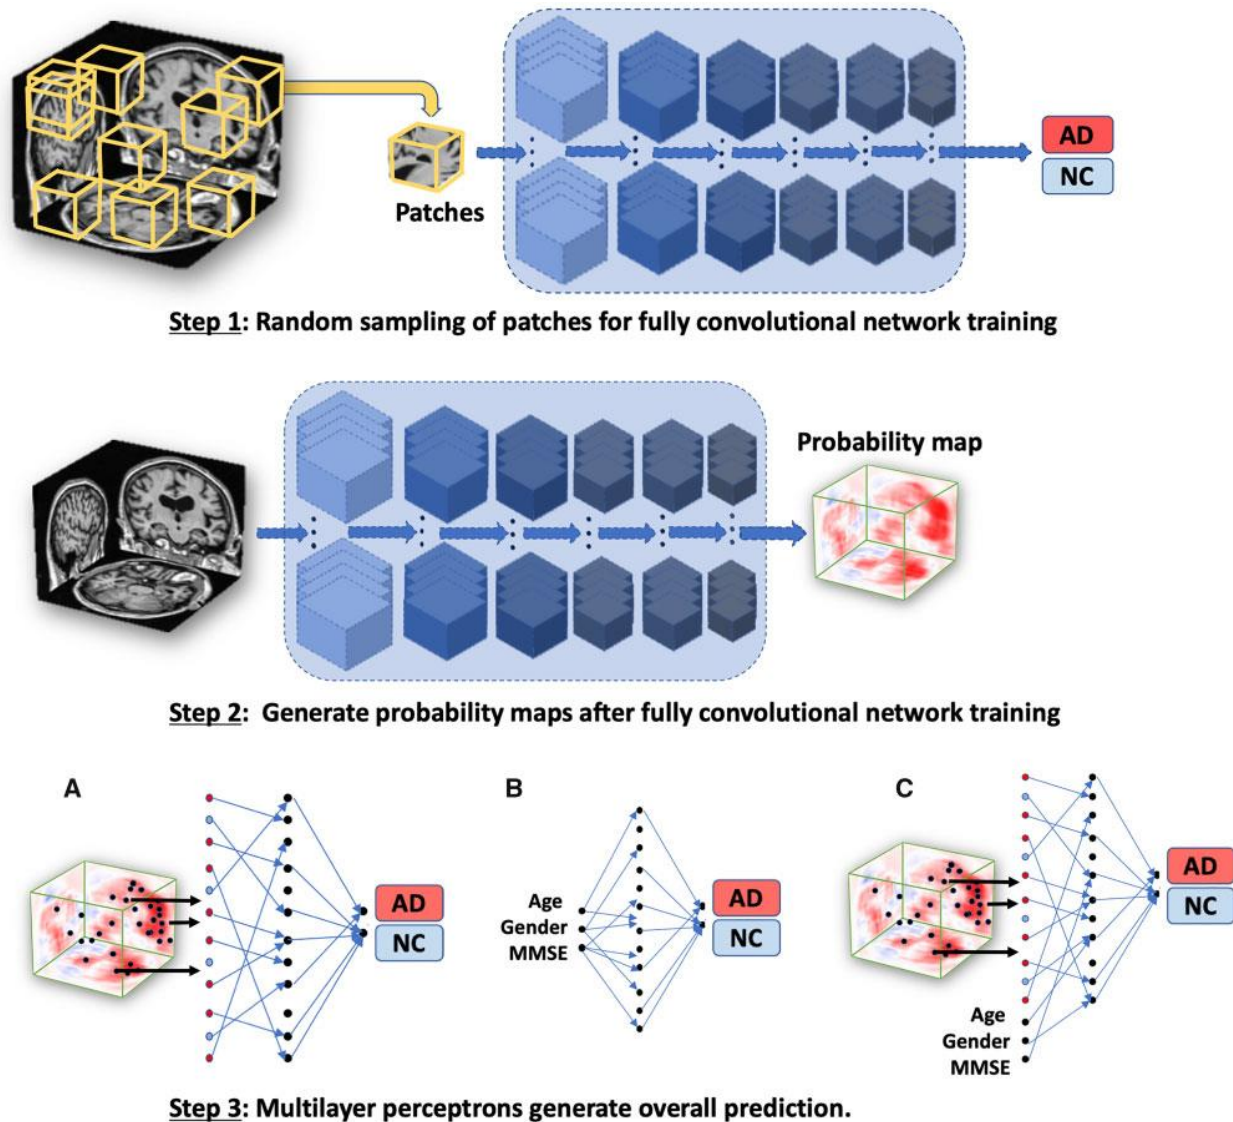 AD
NC
Patches
Step 1: Random sampling of patches for fully convolutional network training
Probability map
Step 2: Generate probability maps after fully convolutional network training
A
B
C
AD
NC
Age
Gender
MMSE
AD
NC
AD
NC
Age
Gender
MMSE
Step 3: Multilayer perceptrons generate overall prediction.